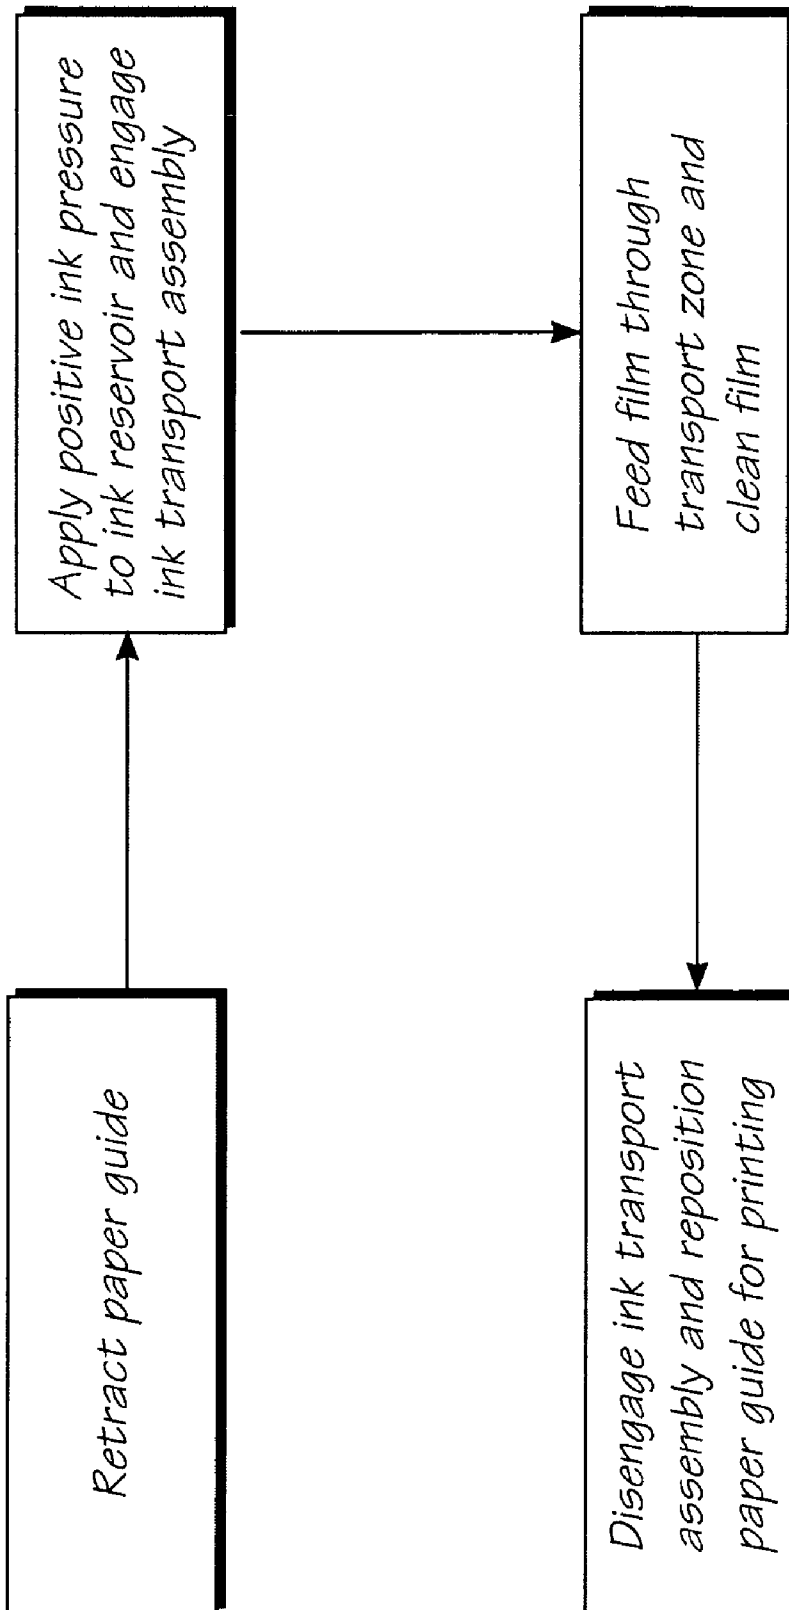 Retract paper guide
Apply positive ink pressure
to ink reservoir and engage
ink transport assembly
Feed film through
transport zone and
clean film
Disengage ink transport
assembly and reposition
paper guide for printing